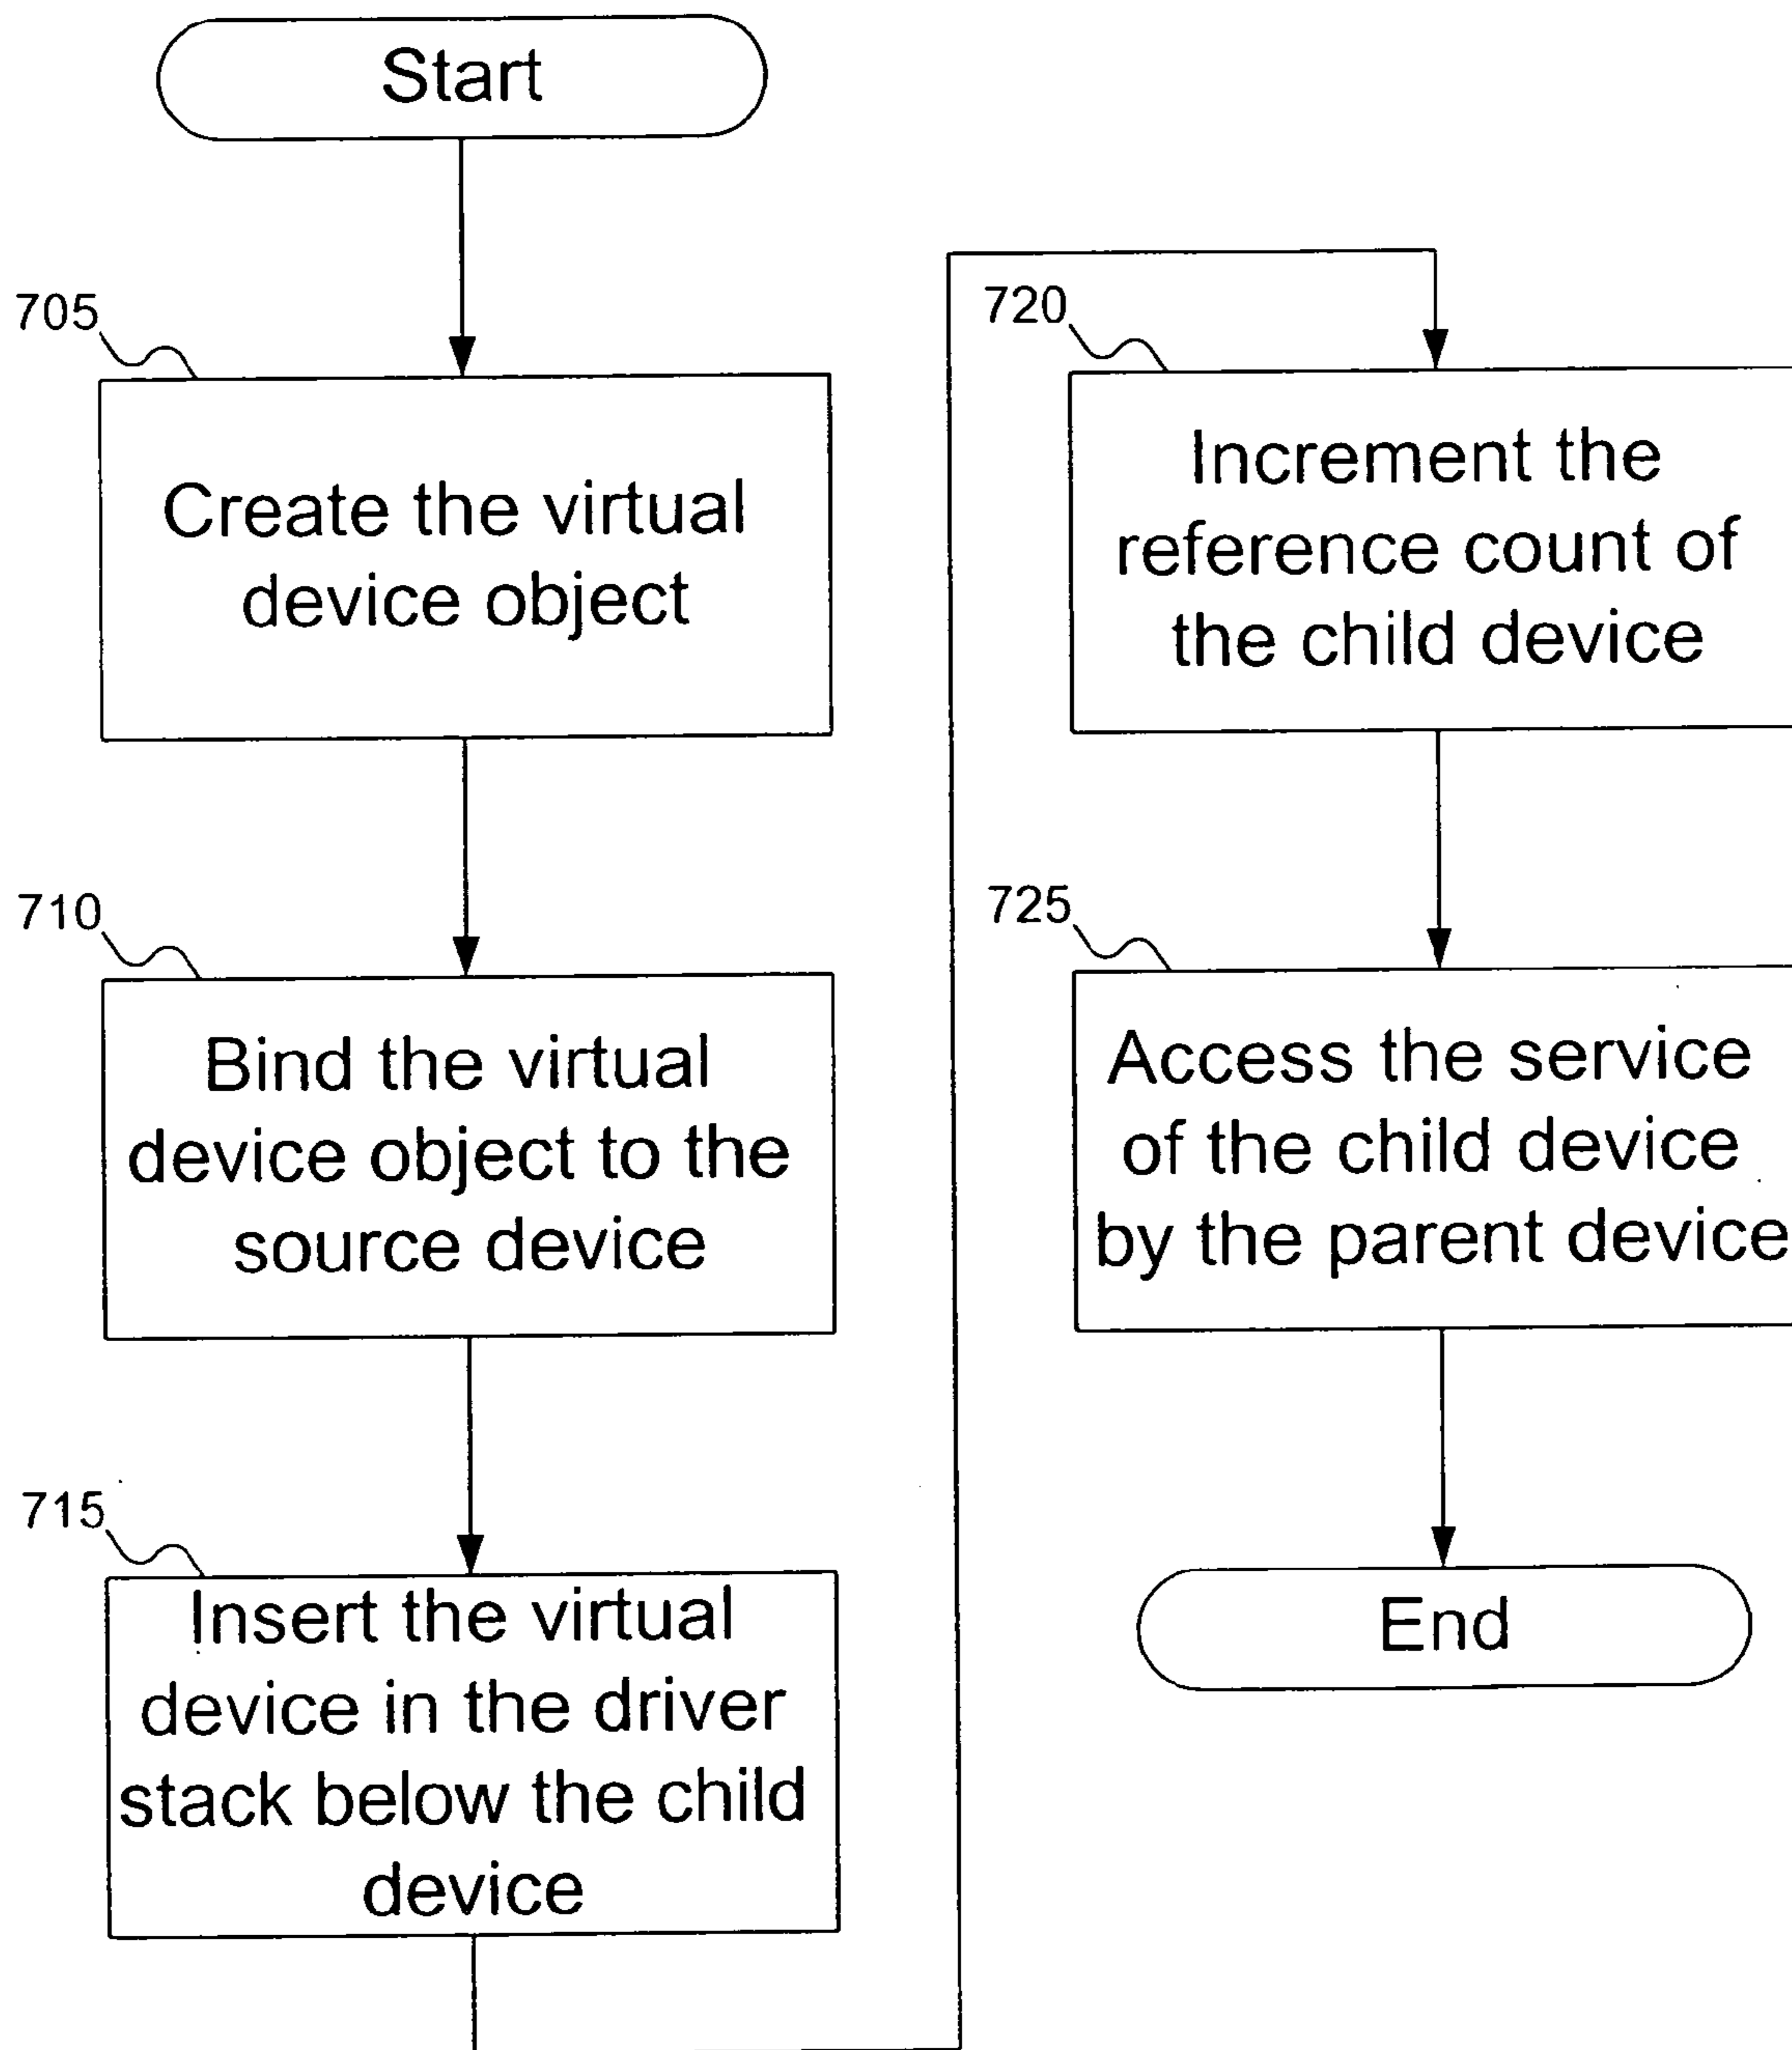 Start
705
Create the virtual
device object
710
Bind the virtual
device object to the
source device
715
Insert the virtual
device in the driver
stack below the child
device
720
Increment the
reference count of
the child device
725
Access the service
of the child device
by the parent device
End